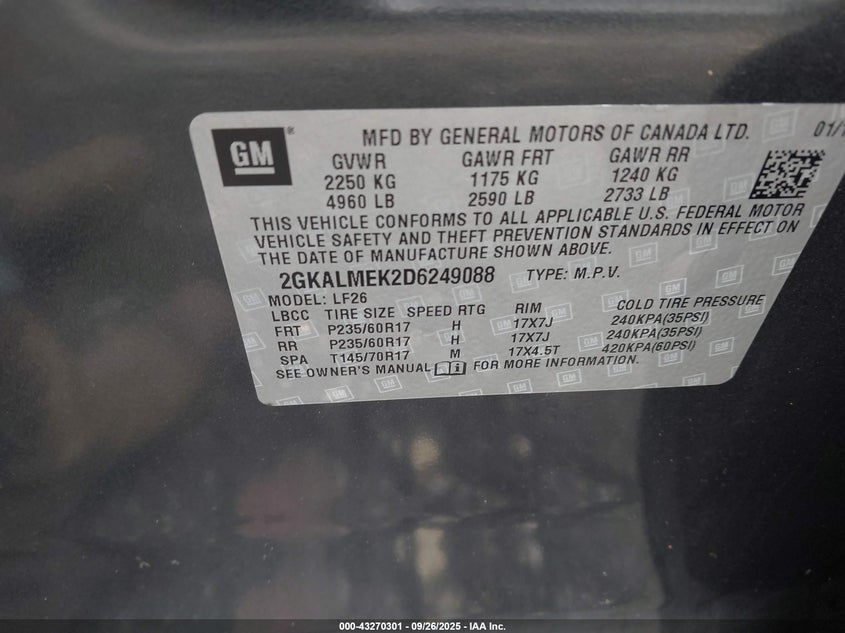 GM ®
MFD BY GENERAL MOTORS OF CANADA LTD. 01/1
GVWR GAWR FRT GAWR RR
2250 KG 1175 KG 1240 KG
4960 LB 2590 LB 2733 LB
THIS VEHICLE CONFORMS TO ALL APPLICABLE U.S. FEDERAL MOTOR
VEHICLE SAFETY AND THEFT PREVENTION STANDARDS IN EFFECT ON
THE DATE OF MANUFACTURE SHOWN ABOVE.
2GKALMEK2D6249088 TYPE: M.P.V.
MODEL: LF26
LBCC TIRE SIZE SPEED RTG RIM COLD TIRE PRESSURE
FRT P235/60R17 H 17X7J 240KPA(35PSI)
RR P235/60R17 H 17X7J 240KPA(35PSI)
SPA T145/70R17 M 17X4.5T 420KPA(60PSI)
SEE OWNER'S MANUAL FOR MORE INFORMATION.
000-43270301 - 09/26/2025 - IAA Inc.